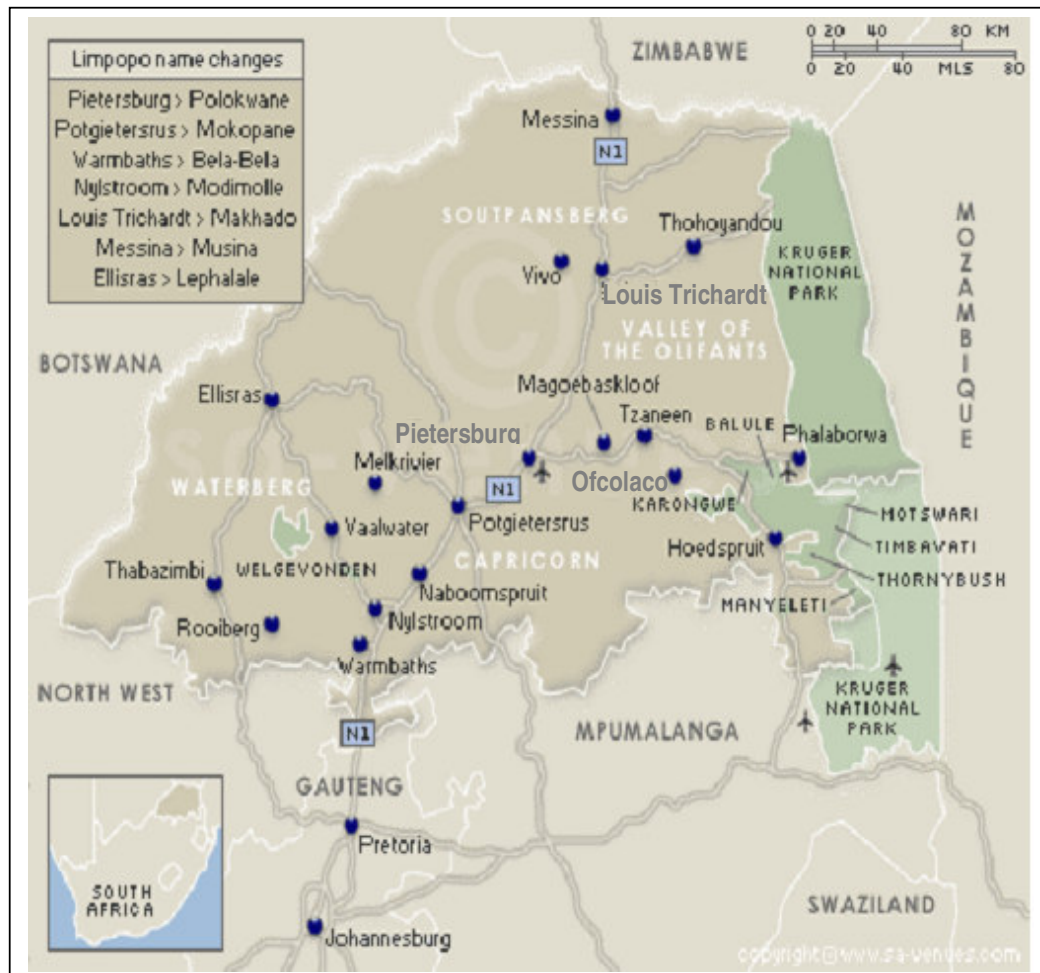 Limpopo name changes
Pietersburg > Polokwane
Potgietersrus > Mokopane
Warmbaths > Bela-Bela
Nylstroom > Modimolle
Louis Trichardt > Makhado
Messina > Musina
Ellisras > Lephalale
0 20 40 80 KM
0 20 40 MLS 80
ZIMBABWE
Messina
N1
SOUTPANSBERG
Thohoyandou
Vivo
Louis Trichardt
KRUGER
NATIONAL
PARK
MOZAMBIQUE
VALLEY OF
THE OLIFANTS
BOTSWANA
Ellisras
Magoebaskloof
Tzaneen
BALULE
Phalaborwa
Pietersburg
Melkrivier
WATERBERG
N1
Ofcolaco
KARONGWE
MOTSWARI
Potgietersrus
Vaalwater
TIMBAVATI
Hoedspruit
CAPRICORN
Thabazimbi
WELGEVONDEN
THORNYBUSH
Naboomspruit
MANYELETI
Nylstroom
Rooiberg
Warmbaths
NORTH WEST
KRUGER
NATIONAL
PARK
N1
MPUMALANGA
GAUTENG
Pretoria
SOUTH
AFRICA
SWAZILAND
Johannesburg
copyright©www.sa-venues.com